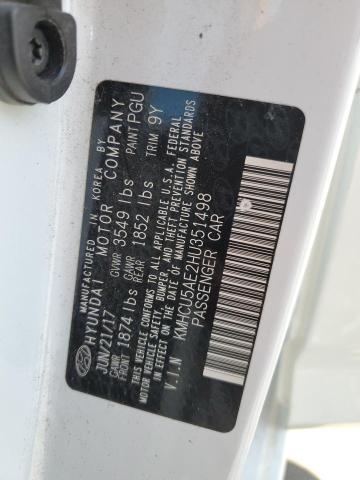 MANUFACTURED IN KOREA BY
HYUNDAI MOTOR COMPANY
JUN/21/17 GVWR 3549 lbs PAINT PGU
GAWR FRONT 1874 lbs GAWR REAR 1852 lbs TRIM 9Y
THIS VEHICLE CONFORMS TO ALL APPLICABLE U.S.A. FEDERAL
MOTOR VEHICLE SAFETY, BUMPER, AND THEFT PREVENTION STANDARDS
IN EFFECT ON THE DATE OF MANUFACTURE SHOWN ABOVE
V.I.N KMHCU5AE2HU351498
PASSENGER CAR